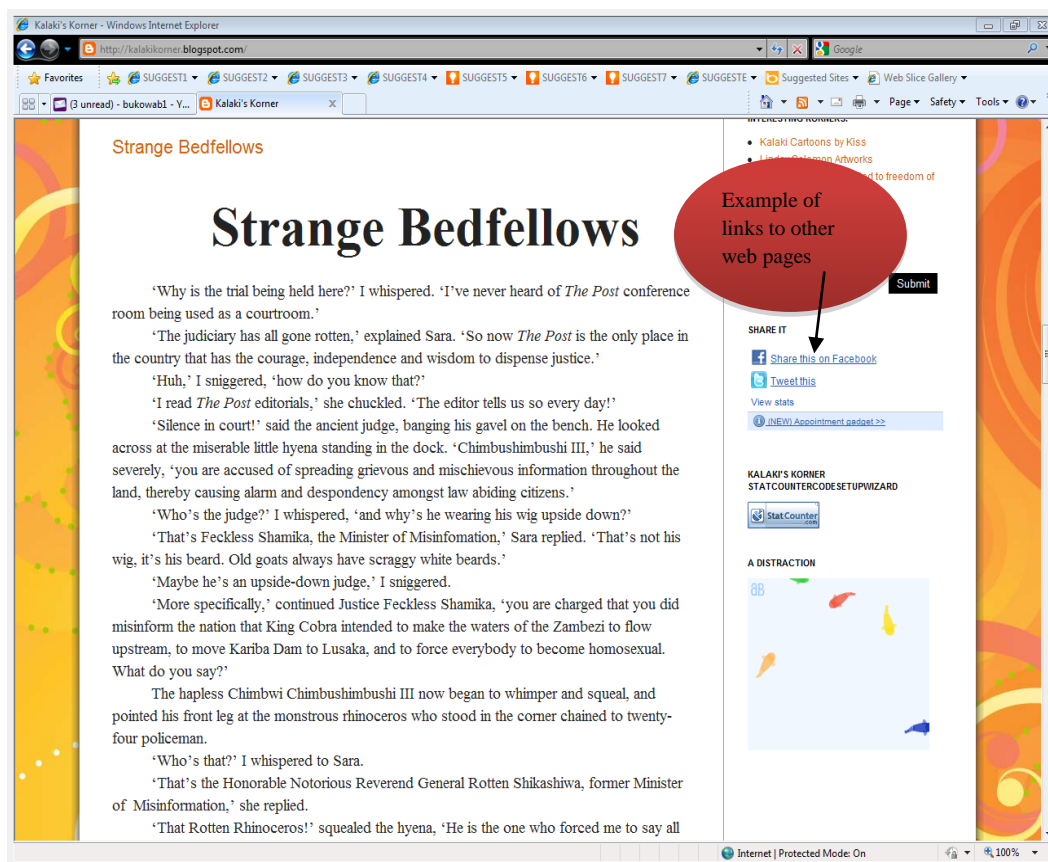 Kalaki's Korner - Windows Internet Explorer
http://kalakikorner.blogspot.com/
Google
Favorites
SUGGEST1
SUGGEST2
SUGGEST3
SUGGEST4
SUGGEST5
SUGGEST6
SUGGEST7
SUGGESTE
Suggested Sites
Web Slice Gallery
(3 unread) - bukowab1 - Y...
Kalaki's Korner
x
Page
Safety
Tools
Strange Bedfellows
Strange Bedfellows
‘Why is the trial being held here?’ I whispered. ‘I’ve never heard of The Post conference
room being used as a courtroom.’
‘The judiciary has all gone rotten,’ explained Sara. ‘So now The Post is the only place in
the country that has the courage, independence and wisdom to dispense justice.’
‘Huh,’ I sniggered, ‘how do you know that?’
‘I read The Post editorials,’ she chuckled. ‘The editor tells us so every day!’
‘Silence in court!’ said the ancient judge, banging his gavel on the bench. He looked
across at the miserable little hyena standing in the dock. ‘Chimbushimbushi III,’ he said
severely, ‘you are accused of spreading grievous and mischievous information throughout the
land, thereby causing alarm and despondency amongst law abiding citizens.’
‘Who’s the judge?’ I whispered, ‘and why’s he wearing his wig upside down?’
‘That’s Feckless Shamika, the Minister of Misinfomation,’ Sara replied. ‘That’s not his
wig, it’s his beard. Old goats always have scraggy white beards.’
‘Maybe he’s an upside-down judge,’ I sniggered.
‘More specifically,’ continued Justice Feckless Shamika, ‘you are charged that you did
misinform the nation that King Cobra intended to make the waters of the Zambezi to flow
upstream, to move Kariba Dam to Lusaka, and to force everybody to become homosexual.
What do you say?’
The hapless Chimbwi Chimbushimbushi III now began to whimper and squeal, and
pointed his front leg at the monstrous rhinoceros who stood in the corner chained to twenty-
four policeman.
‘Who’s that?’ I whispered to Sara.
‘That’s the Honorable Notorious Reverend General Rotten Shikashiwa, former Minister
of Misinformation,’ she replied.
‘That Rotten Rhinoceros!’ squealed the hyena, ‘He is the one who forced me to say all
INTERESTING KORNERS:
Kalaki Cartoons by Kiss
Artworks
to freedom of
Example of
links to other
web pages
Submit
SHARE IT
Share this on Facebook
Tweet this
View stats
(NEW) Appointment gadget >>
KALAKI'S KORNER
STATCOUNTERCODESETUPWIZARD
StatCounter
.com
A DISTRACTION
BB
Internet | Protected Mode: On
100%